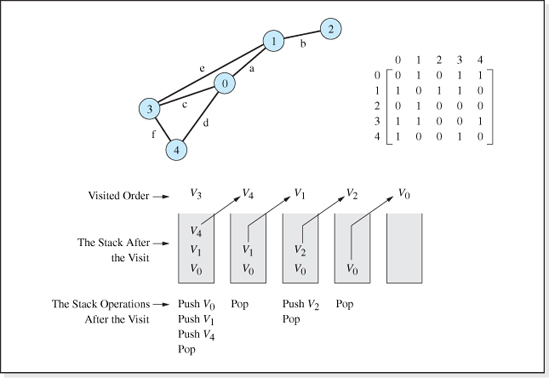 2
1
b
e
a
0
c
3
d
f
4
0 1 2 3 4
0 0 1 0 1 1
1 1 0 1 1 0
2 0 1 0 0 0
3 1 1 0 0 1
4 1 0 0 1 0
Visited Order V3 V4 V1 V2 V0
The Stack After
the Visit
V4
V1 V1 V2
V0 V0 V0 V0
The Stack Operations
After the Visit
Push V0 Pop Push V2 Pop
Push V1 Pop
Push V4
Pop